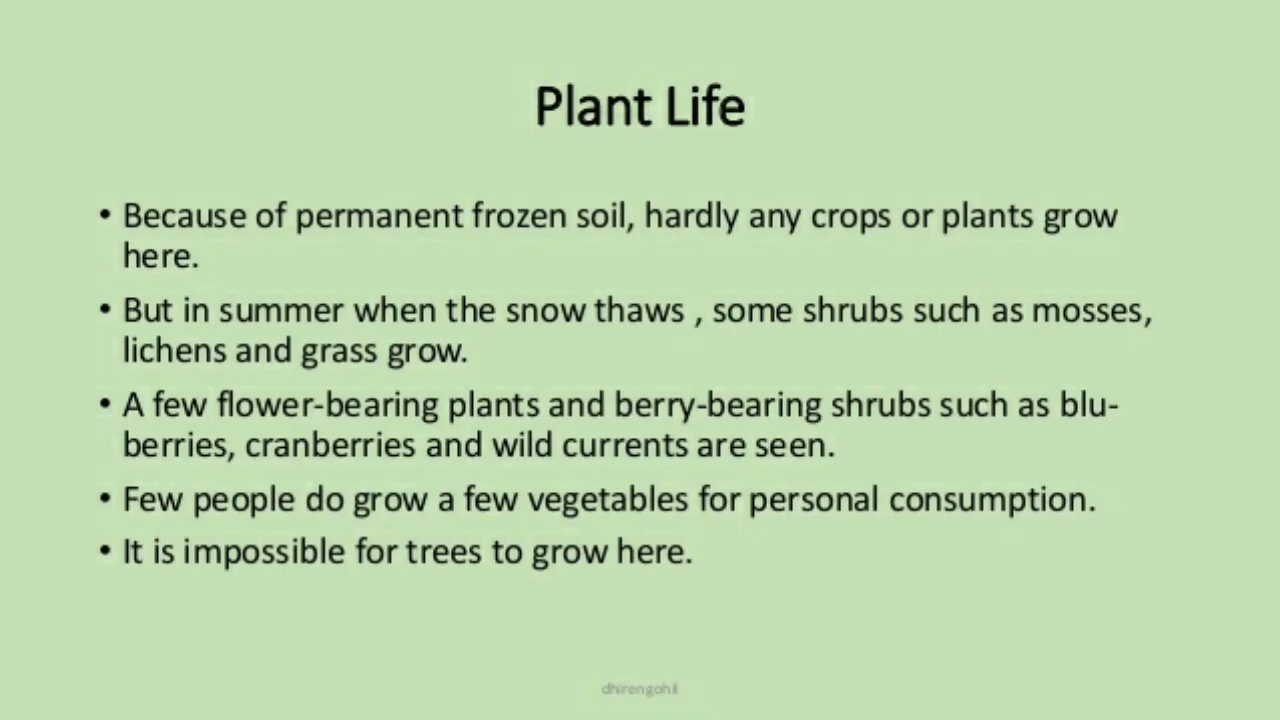 Plant Life
• Because of permanent frozen soil, hardly any crops or plants grow
here.
• But in summer when the snow thaws , some shrubs such as mosses,
lichens and grass grow.
• A few flower-bearing plants and berry-bearing shrubs such as blu-
berries, cranberries and wild currents are seen.
• Few people do grow a few vegetables for personal consumption.
• It is impossible for trees to grow here.
dhirengohil